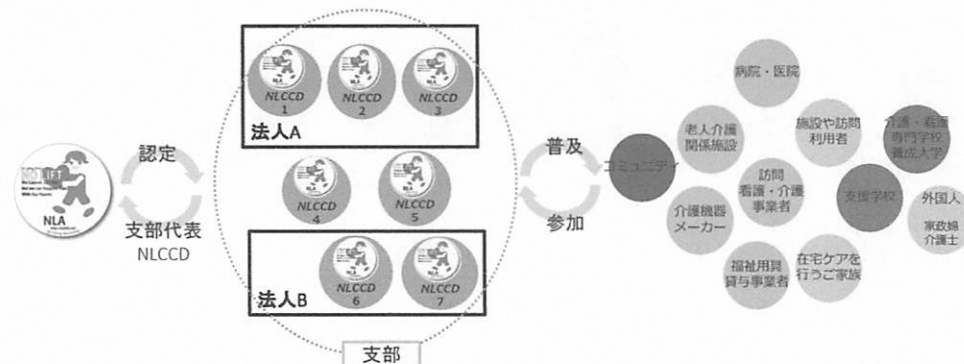 NO LIFT
NLA
認定
支部代表
NLCCD
NLCCD
1
NLCCD
2
NLCCD
3
法人A
NLCCD
4
NLCCD
5
法人B
NLCCD
6
NLCCD
7
支部
普及
参加
病院・医院
老人介護
関係施設
施設や訪問
利用者
介護・看護
専門学校
養成大学
コミュニティ
訪問
看護・介護
事業者
支援学校
介護機器
メーカー
外国人
家政婦
介護士
福祉用具
貸与事業者
在宅ケアを
行うご家族